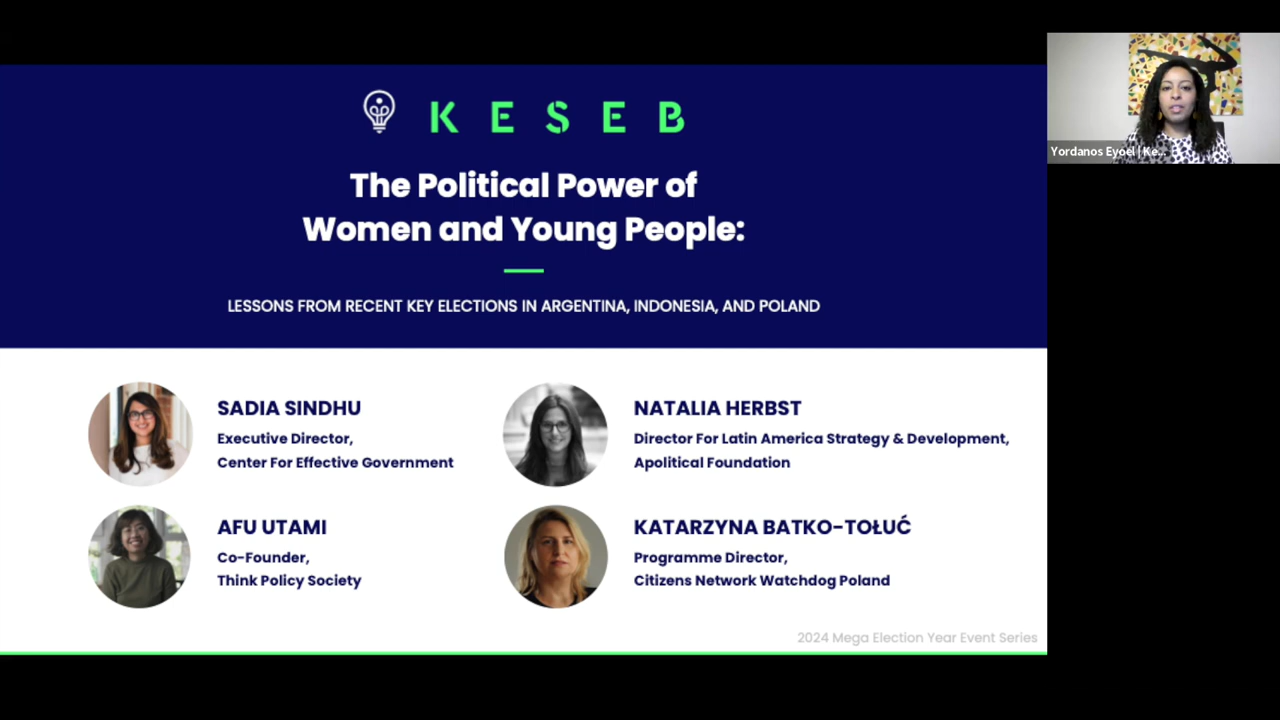 KESEB
The Political Power of
Women and Young People:
LESSONS FROM RECENT KEY ELECTIONS IN ARGENTINA, INDONESIA, AND POLAND
SADIA SINDHU
Executive Director,
Center For Effective Government
NATALIA HERBST
Director For Latin America Strategy & Development,
Apolitical Foundation
AFU UTAMI
Co-Founder,
Think Policy Society
KATARZYNA BATKO-TOŁUĆ
Programme Director,
Citizens Network Watchdog Poland
2024 Mega Election Year Event Series
Yordanos Eyoel | Ke...